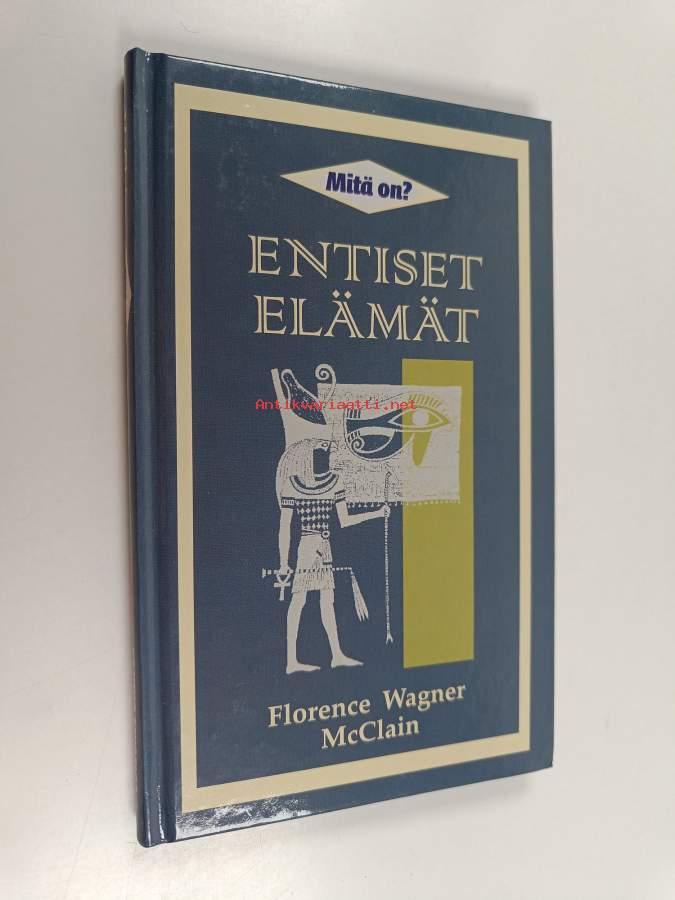 Mitä on?
ENTISET
ELÄMÄT
Antikvariaatti.net
Florence Wagner
McClain